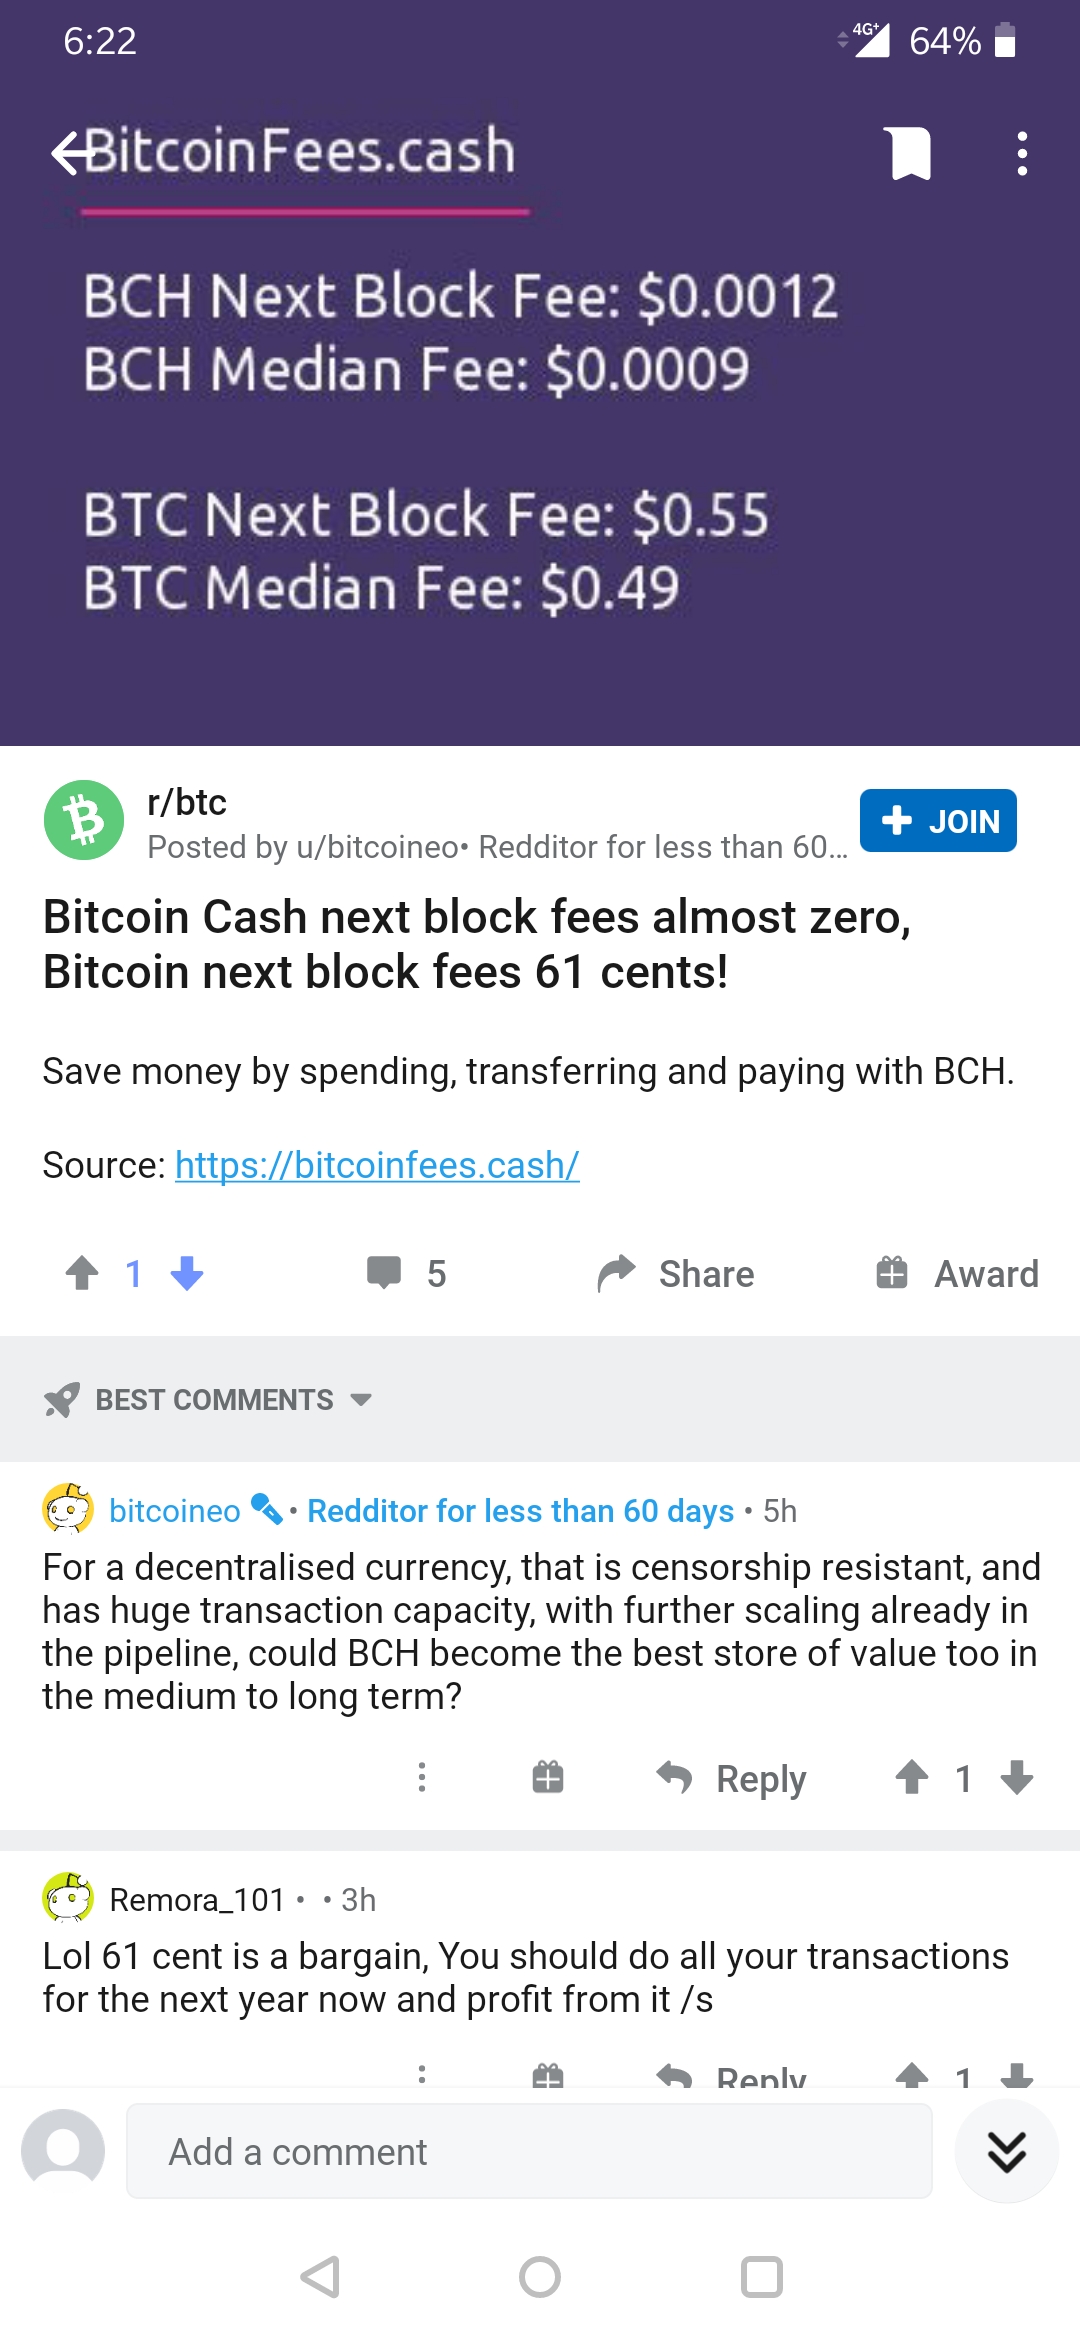 6:22
4G+ 64%
BitcoinFees.cash
BCH Next Block Fee: $0.0012
BCH Median Fee: $0.0009
BTC Next Block Fee: $0.55
BTC Median Fee: $0.49
r/btc
Posted by u/bitcoineo• Redditor for less than 60...
JOIN
Bitcoin Cash next block fees almost zero,
Bitcoin next block fees 61 cents!
Save money by spending, transferring and paying with BCH.
Source: https://bitcoinfees.cash/
1
5
Share
Award
BEST COMMENTS
bitcoineo • Redditor for less than 60 days • 5h
For a decentralised currency, that is censorship resistant, and
has huge transaction capacity, with further scaling already in
the pipeline, could BCH become the best store of value too in
the medium to long term?
Reply 1
Remora_101 • • 3h
Lol 61 cent is a bargain, You should do all your transactions
for the next year now and profit from it /s
Reply 1
Add a comment